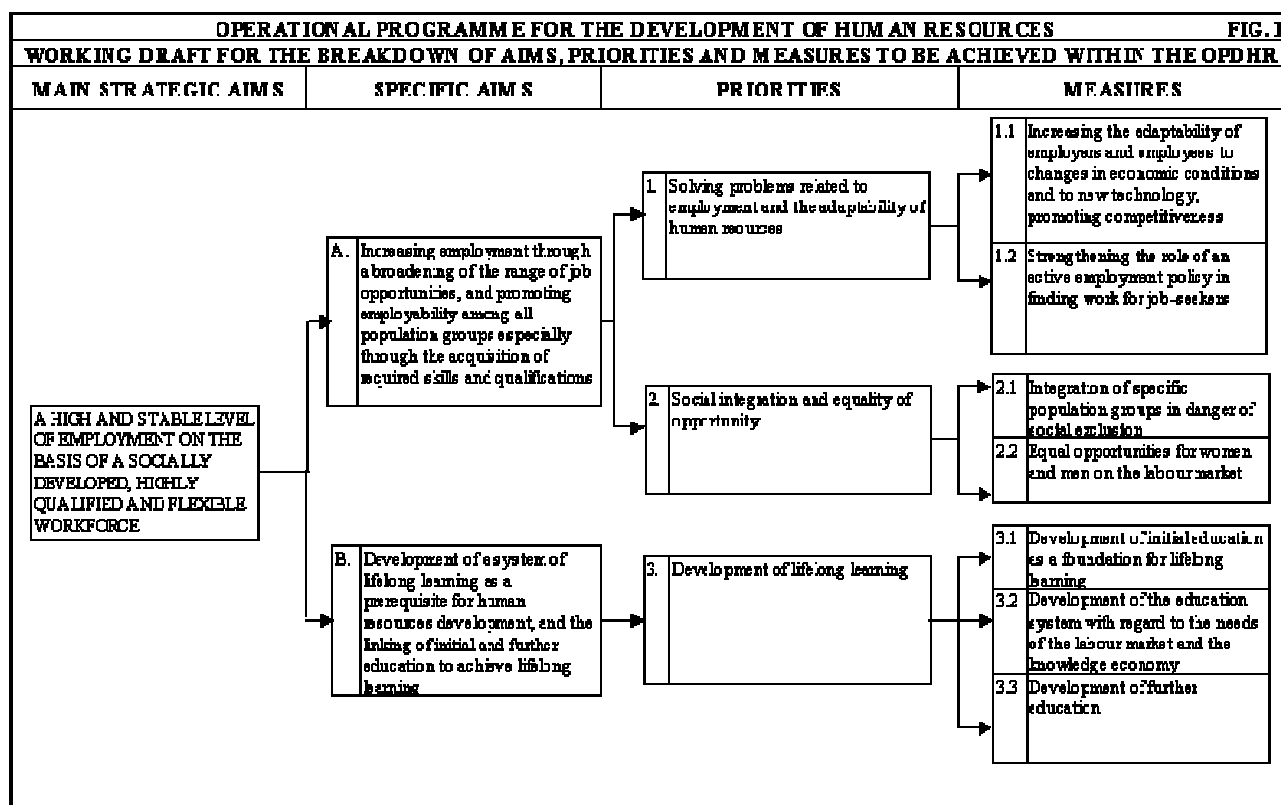 OPERATIONAL PROGRAMME FOR THE DEVELOPMENT OF HUMAN RESOURCES FIG. 1
WORKING DRAFT FOR THE BREAKDOWN OF AIMS, PRIORITIES AND MEASURES TO BE ACHIEVED WITHIN THE OPDHR
MAIN STRATEGIC AIMS SPECIFIC AIMS PRIORITIES MEASURES
A HIGH AND STABLE LEVEL
OF EMPLOYMENT ON THE
BASIS OF A SOCIALLY
DEVELOPED, HIGHLY
QUALIFIED AND FLEXIBLE
WORKFORCE
A. Increasing employment through
a broadening of the range of job
opportunities, and promoting
employability among all
population groups especially
through the acquisition of
required skills and qualifications
B. Development of a system of
lifelong learning as a
prerequisite for human
resources development, and the
linking of initial and further
education to achieve lifelong
learning
1. Solving problems related to
employment and the adaptability of
human reources
2. Social integration and equality of
opportunity
3. Development of lifelong learning
1.1 Increasing the adaptability of
employers and employees to
changes in economic conditions
and to new technology,
promoting competitiveness
1.2 Strengthening the role of an
active employment policy in
finding work for job-seekers
2.1 Integration of specific
population groups in danger of
social exclusion
2.2 Equal opportunities for women
and men on the labour market
3.1 Development of initial education
as a foundation for lifelong
learning
3.2 Development of the education
system with regard to the needs
of the labour market and the
knowledge economy
3.3 Development of further
education